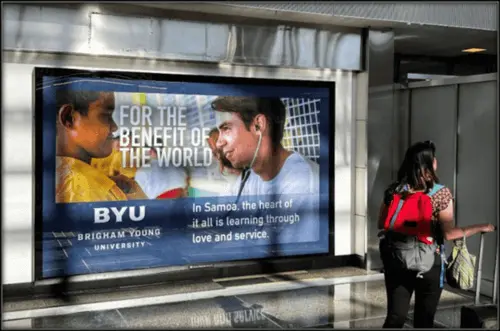 FOR THE
BENEFIT OF
THE WORLD
BYU
BRIGHAM YOUNG
UNIVERSITY
In Samoa, the heart of
it all is learning through
love and service.